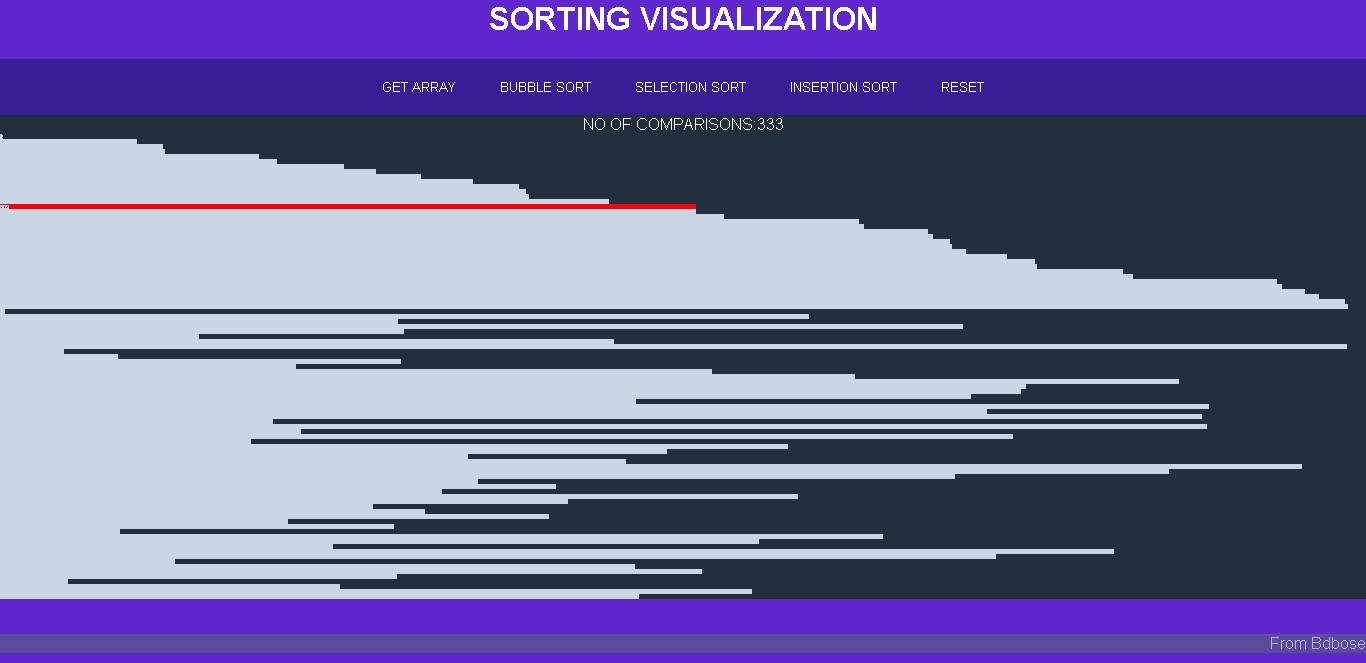 SORTING VISUALIZATION
GET ARRAY BUBBLE SORT SELECTION SORT INSERTION SORT RESET
NO OF COMPARISONS:333
From Bdbose